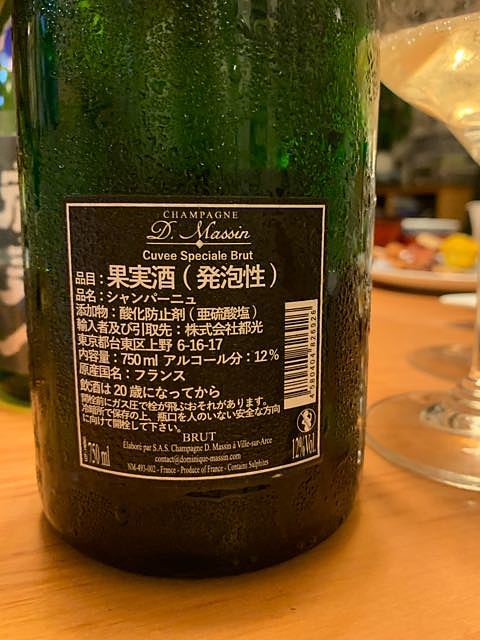 CHAMPAGNE
D. Massin
Cuvee Speciale Brut
品目：果実酒（発泡性）
品名：シャンパーニュ
添加物：酸化防止剤（亜硫酸塩）
輸入者及び引取先：株式会社都光
東京都台東区上野 6-16-17
内容量：750ml アルコール分：12%
原産国名：フランス
飲酒は20歳になってから
開栓前にガス圧で栓が飛ぶおそれがあります。
冷暗所で保存の上、瓶口を人のいない安全な方向
に向けて開栓して下さい。
BRUT
Élaboré par S.A.S. Champagne D. Massin à Ville-sur-Arce
contact@dominique-massin.com
NM-493-002 - France - Produce of France - Contains Sulphites
750 ml
12%Vol.
4580404 826926